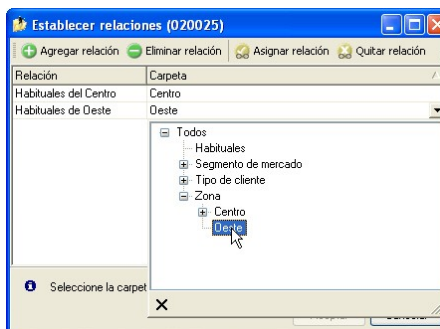 Establecer relaciones (020025)
Agregar relación Eliminar relación Asignar relación Quitar relación
Relación Carpeta
Habituales del Centro Centro
Habituales de Oeste Oeste
Todos
Habituales
Segmento de mercado
Tipo de cliente
Zona
Centro
Oeste
Seleccione la carpet